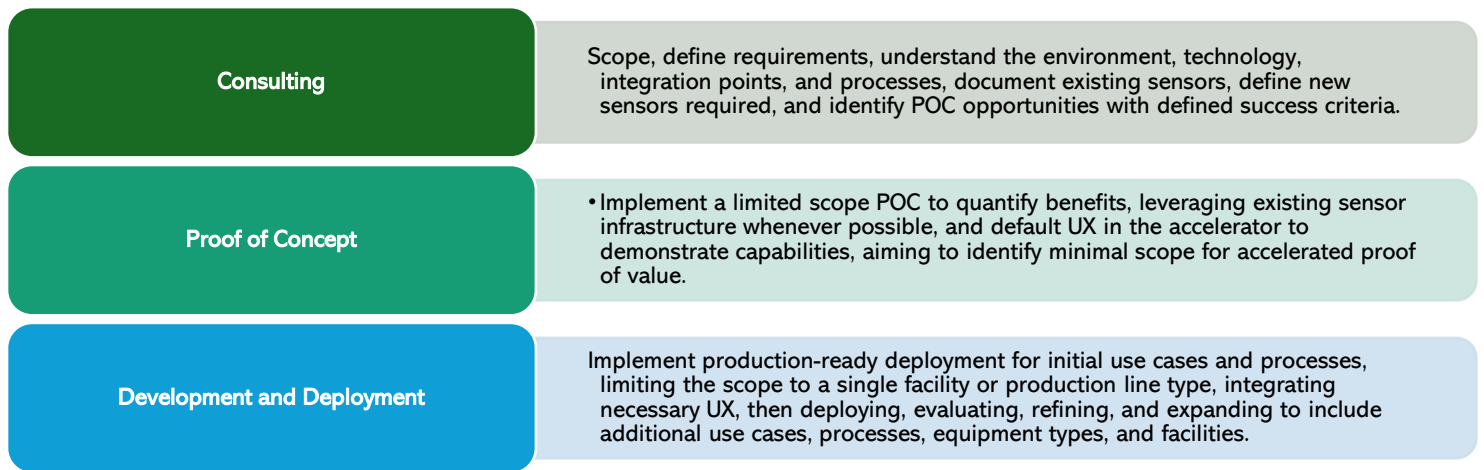 Consulting
Scope, define requirements, understand the environment, technology,
integration points, and processes, document existing sensors, define new
sensors required, and identify POC opportunities with defined success criteria.
Proof of Concept
•Implement a limited scope POC to quantify benefits, leveraging existing sensor
infrastructure whenever possible, and default UX in the accelerator to
demonstrate capabilities, aiming to identify minimal scope for accelerated proof
of value.
Development and Deployment
Implement production-ready deployment for initial use cases and processes,
limiting the scope to a single facility or production line type, integrating
necessary UX, then deploying, evaluating, refining, and expanding to include
additional use cases, processes, equipment types, and facilities.